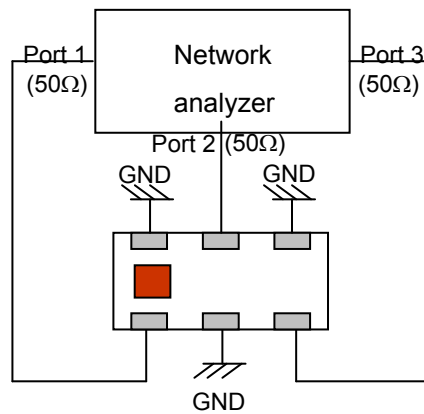 Port 1
(50Ω)
Network
analyzer
Port 3
(50Ω)
Port 2 (50Ω)
GND
GND
GND